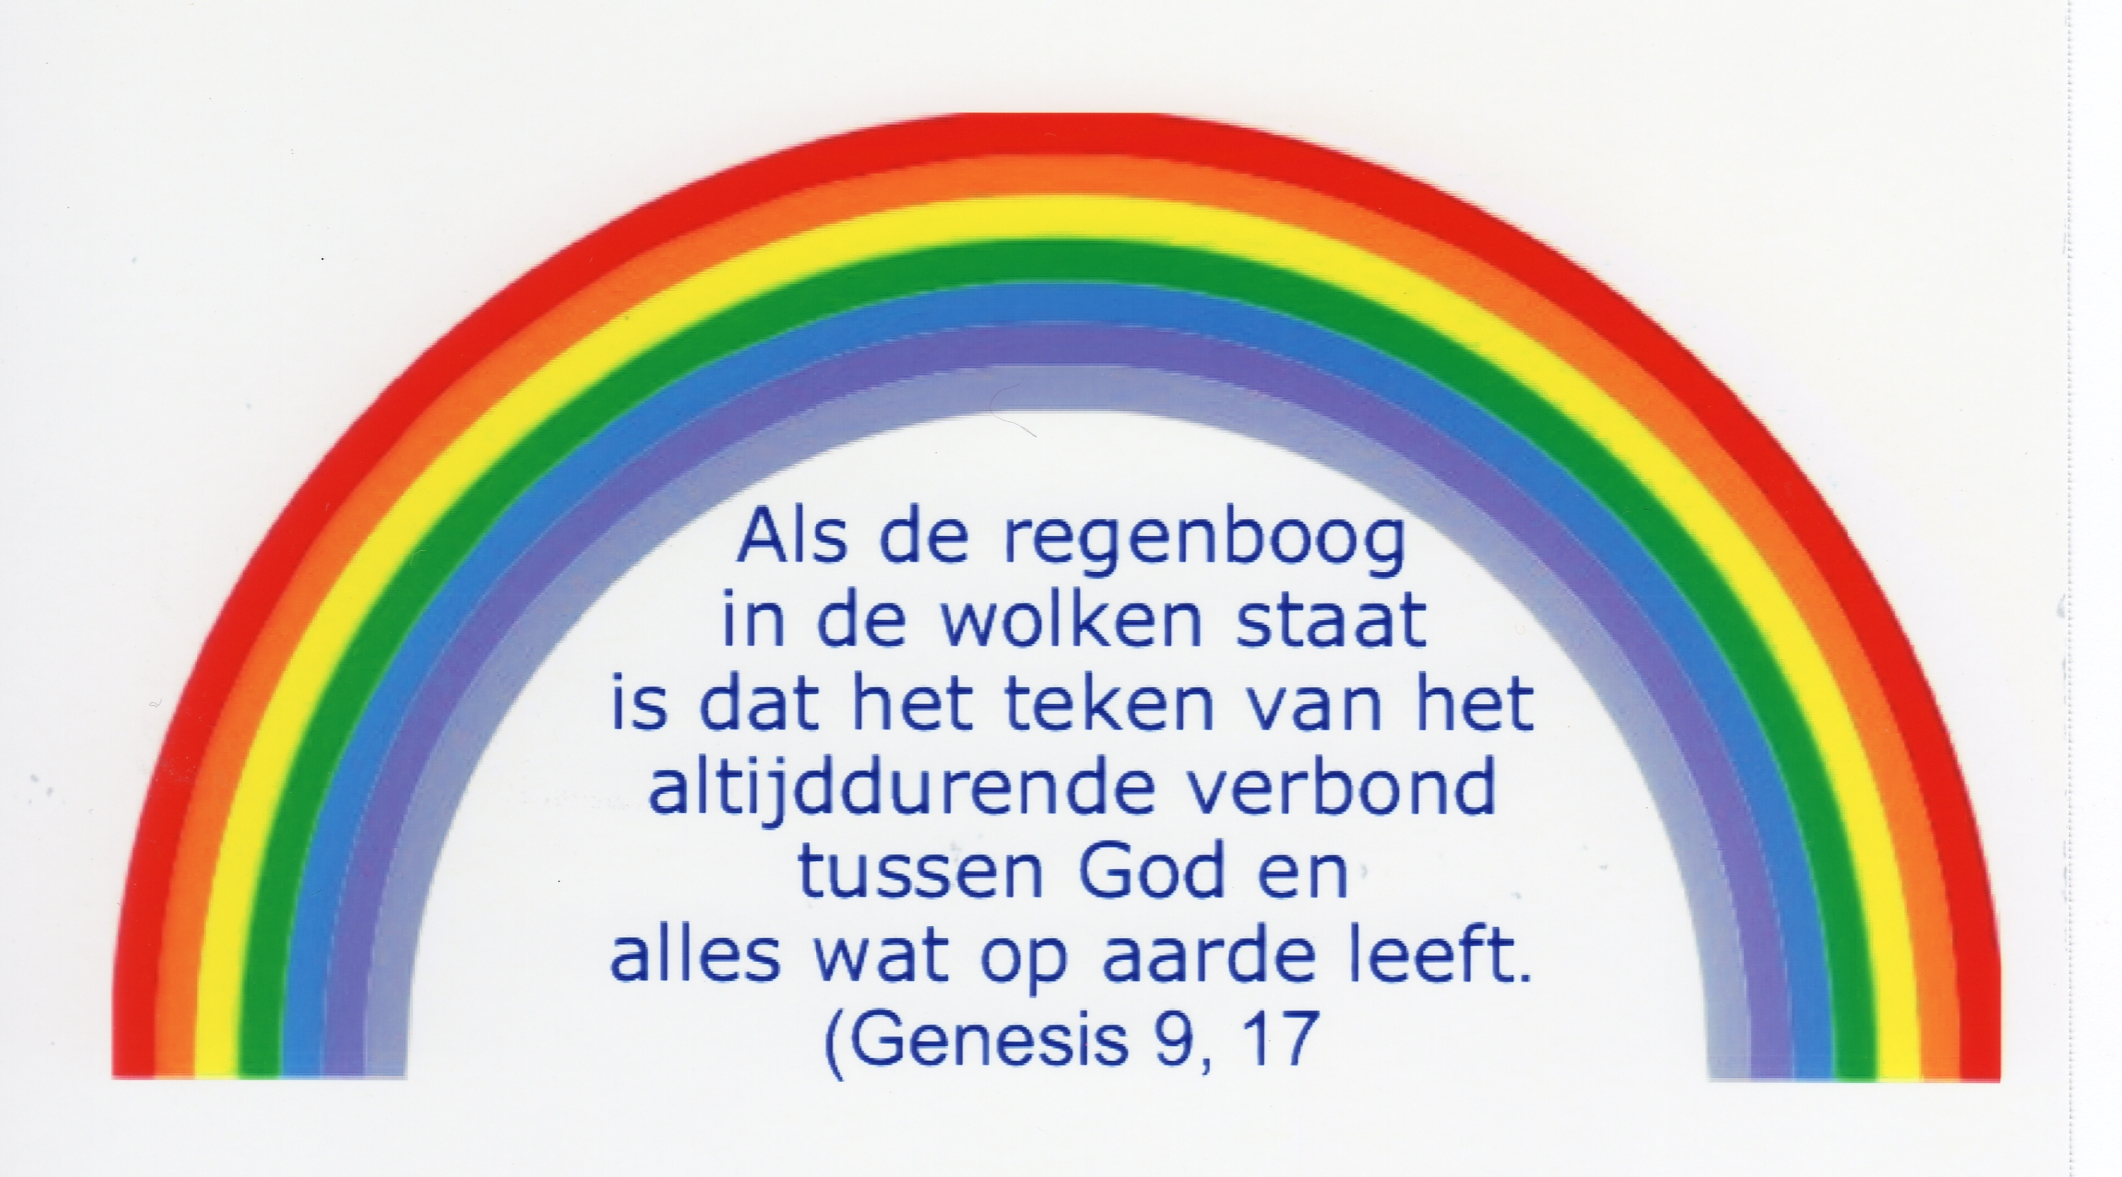 Als de regenboog
in de wolken staat
is dat het teken van het
altijddurende verbond
tussen God en
alles wat op aarde leeft.
(Genesis 9, 17